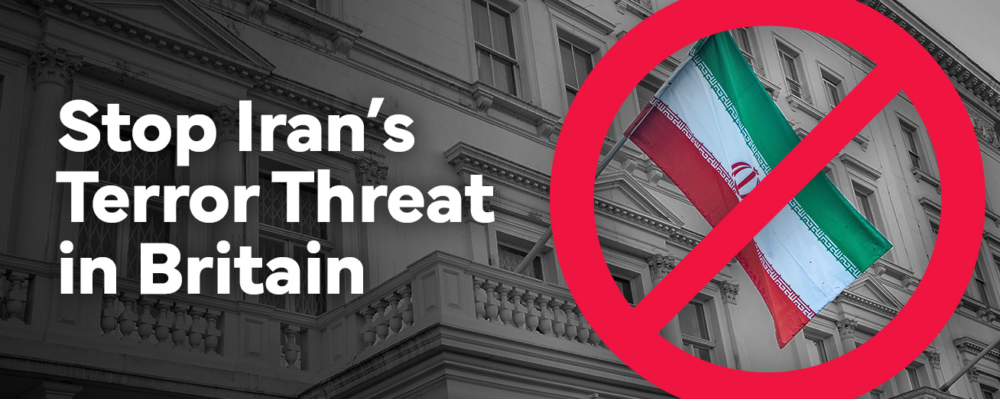 Stop Iran’s
Terror Threat
in Britain